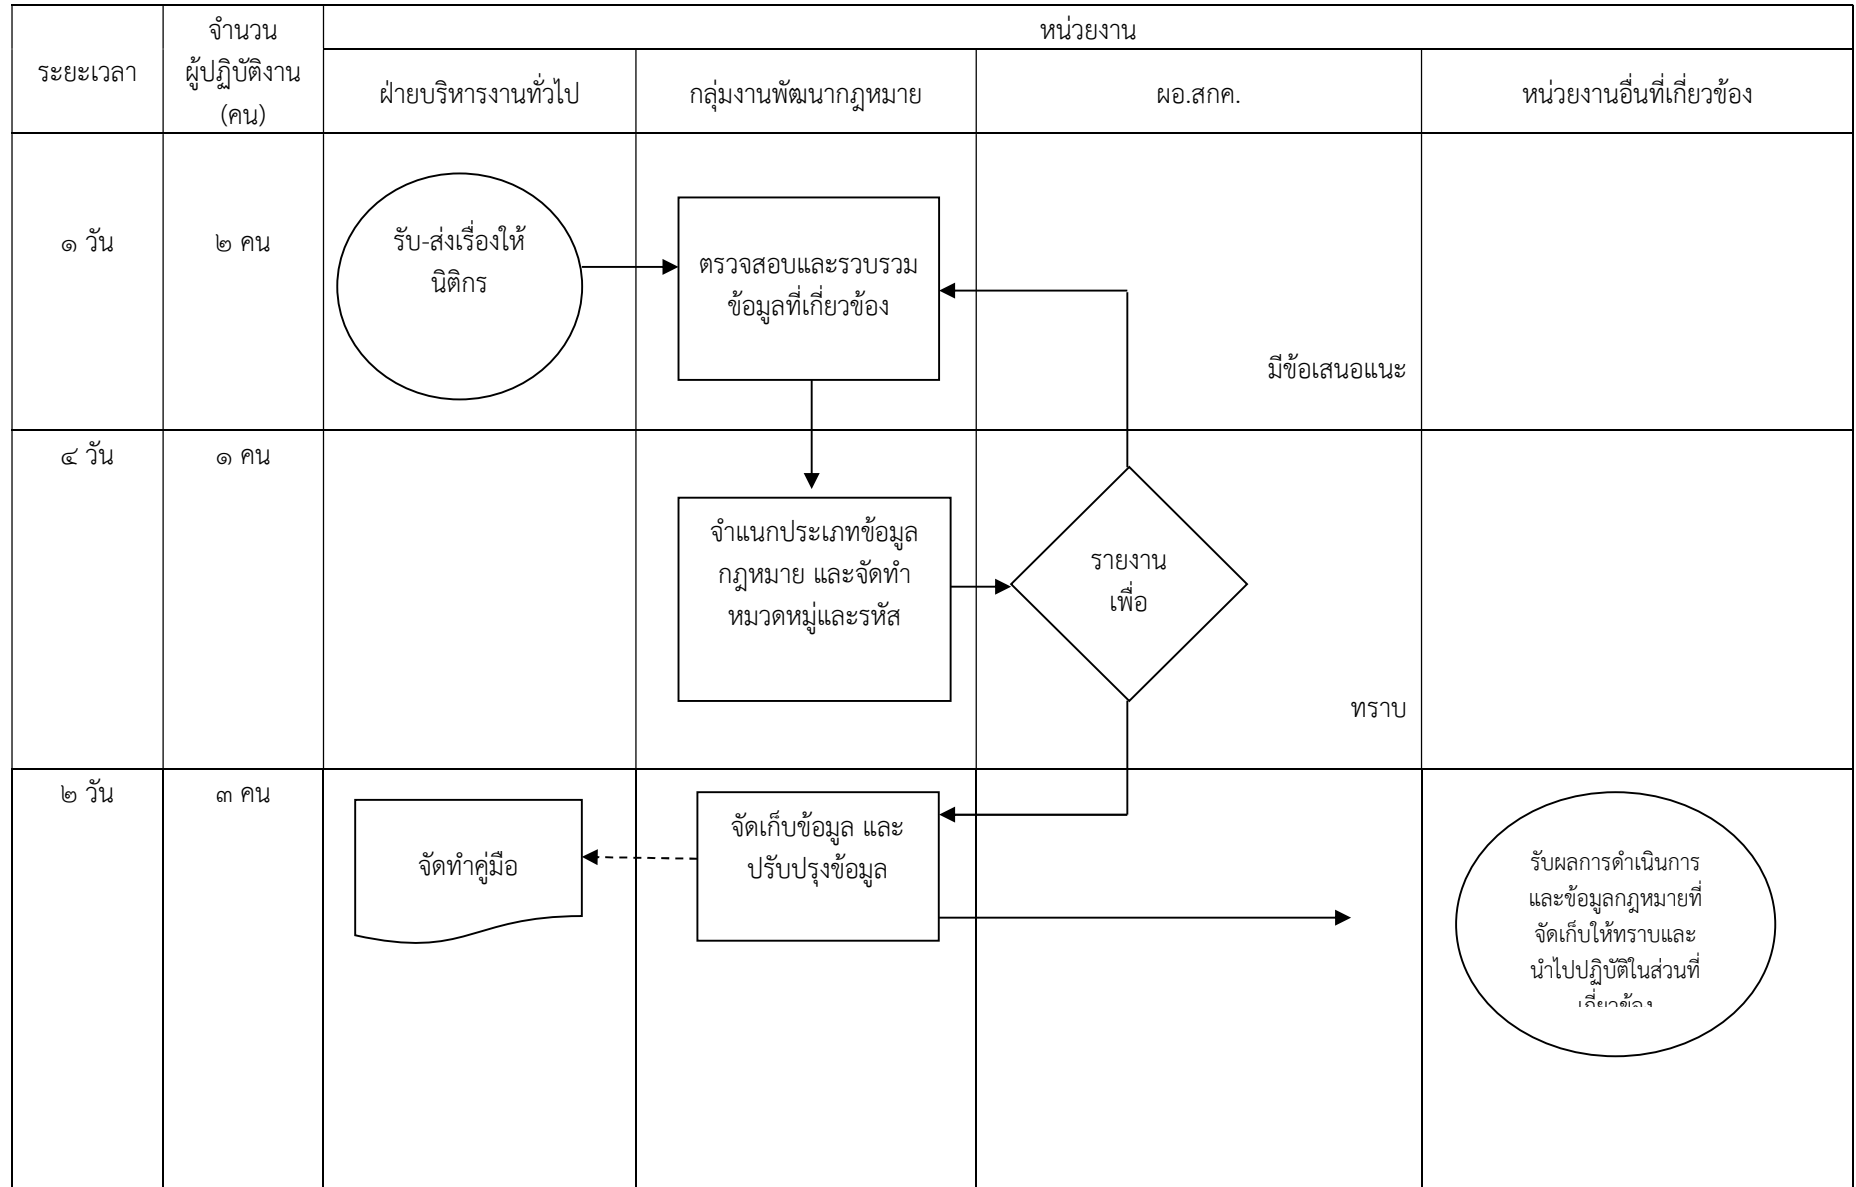 ระยะเวลา
จำนวน
ผู้ปฏิบัติงาน
(คน)
หน่วยงาน
ฝ่ายบริหารงานทั่วไป
กลุ่มงานพัฒนากฎหมาย
ผอ.สกค.
หน่วยงานอื่นที่เกี่ยวข้อง
๑ วัน
๒ คน
รับ-ส่งเรื่องให้
นิติกร
ตรวจสอบและรวบรวม
ข้อมูลที่เกี่ยวข้อง
มีข้อเสนอแนะ
๔ วัน
๑ คน
จำแนกประเภทข้อมูล
กฎหมาย และจัดทำ
หมวดหมู่และรหัส
รายงาน
เพื่อ
ทราบ
๒ วัน
๓ คน
จัดทำคู่มือ
จัดเก็บข้อมูล และ
ปรับปรุงข้อมูล
รับผลการดำเนินการ
และข้อมูลกฎหมายที่
จัดเก็บให้ทราบและ
นำไปปฏิบัติในส่วนที่
เกี่ยวข้อง